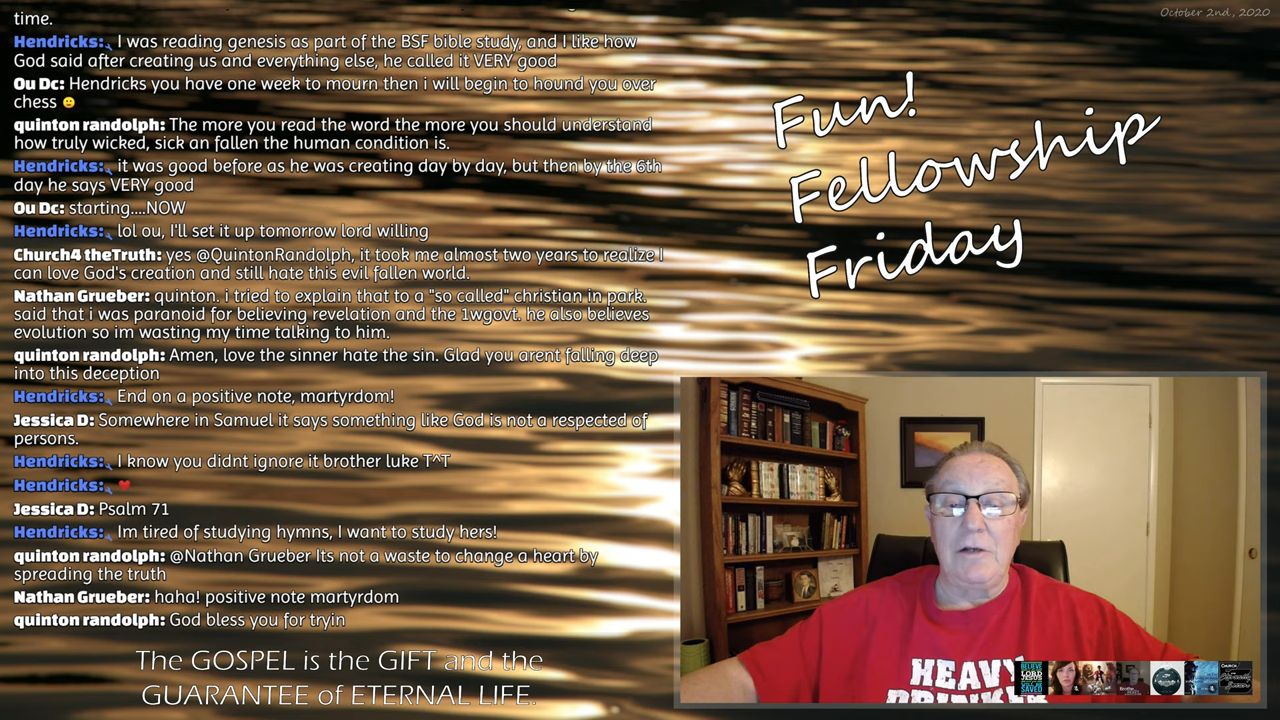 time.
Hendricks: I was reading genesis as part of the BSF bible study, and I like how
God said after creating us and everything else, he called it VERY good
Ou Dc: Hendricks you have one week to mourn then i will begin to hound you over
chess 🙂
quinton randolph: The more you read the word the more you should understand
how truly wicked, sick an fallen the human condition is.
Hendricks: it was good before as he was creating day by day, but then by the 6th
day he says VERY good
Ou Dc: starting....NOW
Hendricks: lol ou, I'll set it up tomorrow lord willing
Church4 theTruth: yes @QuintonRandolph, it took me almost two years to realize I
can love God's creation and still hate this evil fallen world.
Nathan Grueber: quinton. i tried to explain that to a "so called" christian in park.
said that i was paranoid for believing revelation and the 1wgovt. he also believes
evolution so im wasting my time talking to him.
quinton randolph: Amen, love the sinner hate the sin. Glad you arent falling deep
into this deception
Hendricks: End on a positive note, martyrdom!
Jessica D: Somewhere in Samuel it says something like God is not a respected of
persons.
Hendricks: I know you didnt ignore it brother luke T^T
Hendricks: ♥
Jessica D: Psalm 71
Hendricks: Im tired of studying hymns, I want to study hers!
quinton randolph: @Nathan Grueber Its not a waste to change a heart by
spreading the truth
Nathan Grueber: haha! positive note martyrdom
quinton randolph: God bless you for tryin
The GOSPEL is the GIFT and the
GUARANTEE of ETERNAL LIFE.
October 2nd, 2020
Fun!
Fellowship
Friday
HEAVY
DRINKER
BELIEVE
LORD
JESUS
SAVED
CHURCH